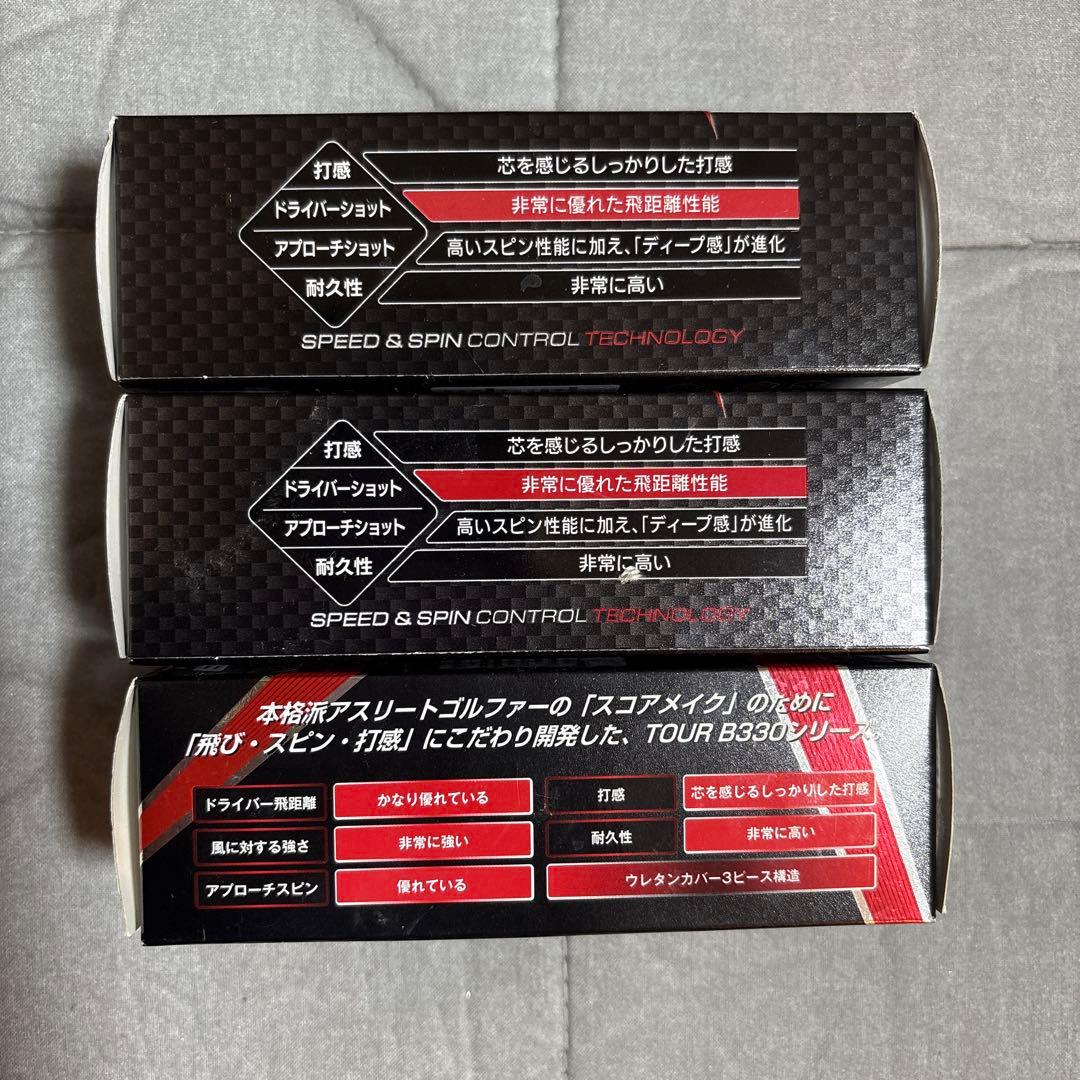 打感 芯を感じるしっかりした打感
ドライバーショット 非常に優れた飛距離性能
アプローチショット 高いスピン性能に加え、「ディープ感」が進化
耐久性 非常に高い
SPEED & SPIN CONTROL TECHNOLOGY
打感 芯を感じるしっかりした打感
ドライバーショット 非常に優れた飛距離性能
アプローチショット 高いスピン性能に加え、「ディープ感」が進化
耐久性 非常に高い
SPEED & SPIN CONTROL TECHNOLOGY
本格派アスリートゴルファーの「スコアメイク」のために
「飛び・スピン・打感」にこだわり開発した、TOUR B330シリーズ。
ドライバー飛距離 かなり優れている 打感 芯を感じるしっかりした打感
風に対する強さ 非常に強い 耐久性 非常に高い
アプローチスピン 優れている ウレタンカバー3ピース構造